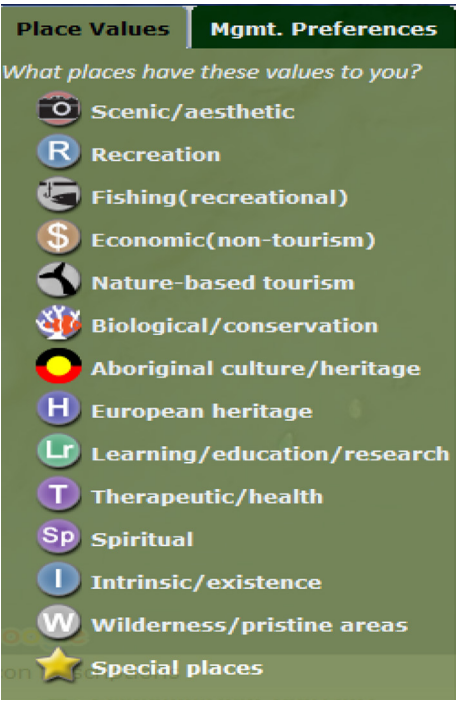 Place Values Mgmt. Preferences
What places have these values to you?
Scenic/aesthetic
R Recreation
Fishing(recreational)
$ Economic(non-tourism)
Nature-based tourism
Biological/conservation
Aboriginal culture/heritage
H European heritage
Lr Learning/education/research
T Therapeutic/health
Sp Spiritual
I Intrinsic/existence
W Wilderness/pristine areas
Special places